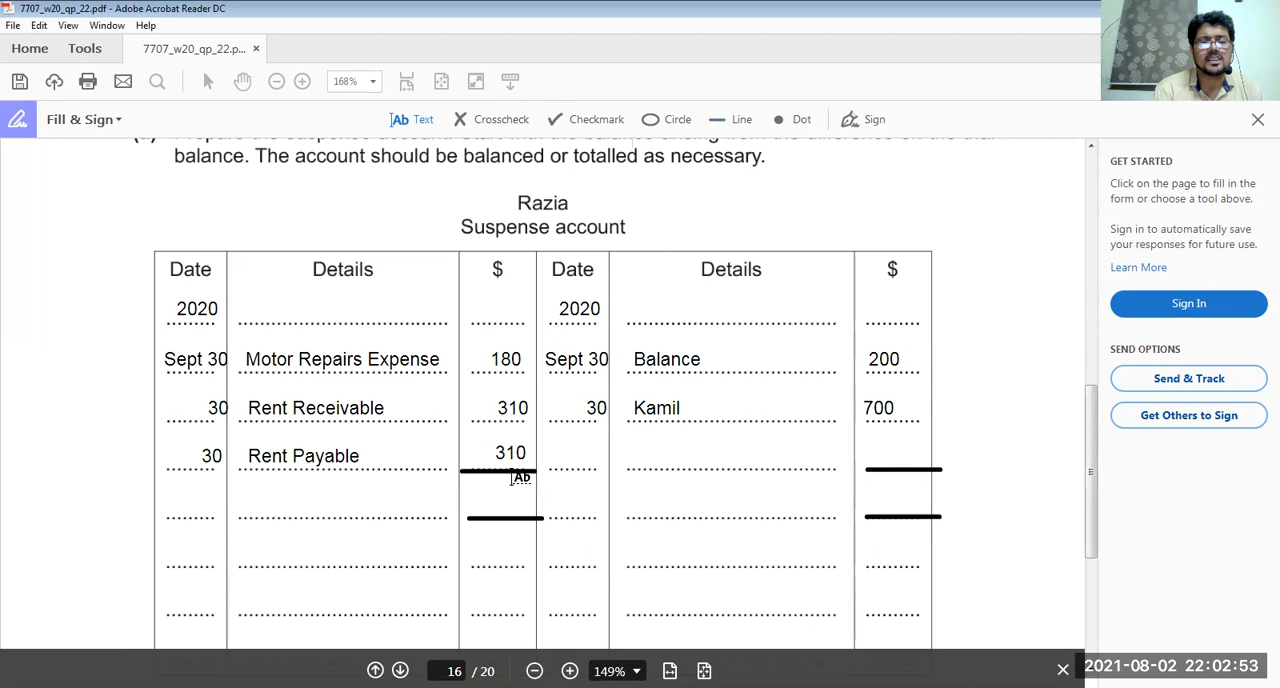 7707_w20_qp_22.pdf - Adobe Acrobat Reader DC
File Edit View Window Help
Home Tools 7707_w20_qp_22.p... ×
168%
Fill & Sign
Ab Text Crosscheck Checkmark Circle Line Dot Sign
balance. The account should be balanced or totalled as necessary.
Razia
Suspense account
Date Details $ Date Details $
2020 2020
Sept 30 Motor Repairs Expense 180 Sept 30 Balance 200
30 Rent Receivable 310 30 Kamil 700
30 Rent Payable 310
Ab
GET STARTED
Click on the page to fill in the
form or choose a tool above.
Sign in to automatically save
your responses for future use.
Learn More
Sign In
SEND OPTIONS
Send & Track
Get Others to Sign
16 / 20 149%
2021-08-02 22:02:53